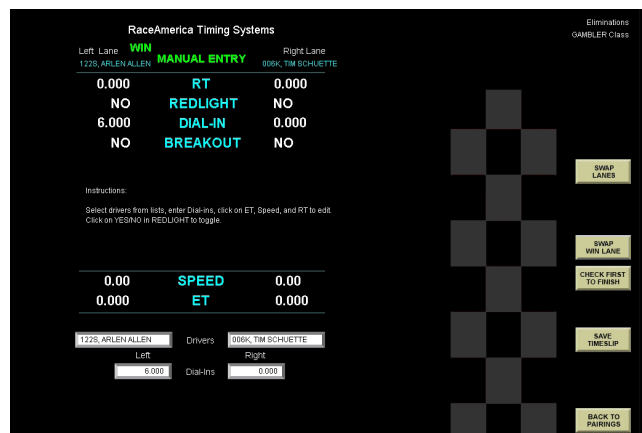 RaceAmerica Timing Systems
Eliminations
GAMBLER Class
Left Lane WIN MANUAL ENTRY Right Lane
122S, ARLEN ALLEN 006K, TIM SCHUETTE
0.000 RT 0.000
NO REDLIGHT NO
6.000 DIAL-IN 0.000
NO BREAKOUT NO
SWAP
LANES
Instructions:
Select drivers from lists, enter Dial-ins, click on ET, Speed, and RT to edit.
Click on YES/NO in REDLIGHT to toggle.
SWAP
WIN LANE
CHECK FIRST
TO FINISH
0.00 SPEED 0.00
0.000 ET 0.000
122S, ARLEN ALLEN Drivers 006K, TIM SCHUETTE
SAVE
TIMESLIP
Left Right
6.000 Dial-Ins 0.000
BACK TO
PAIRINGS